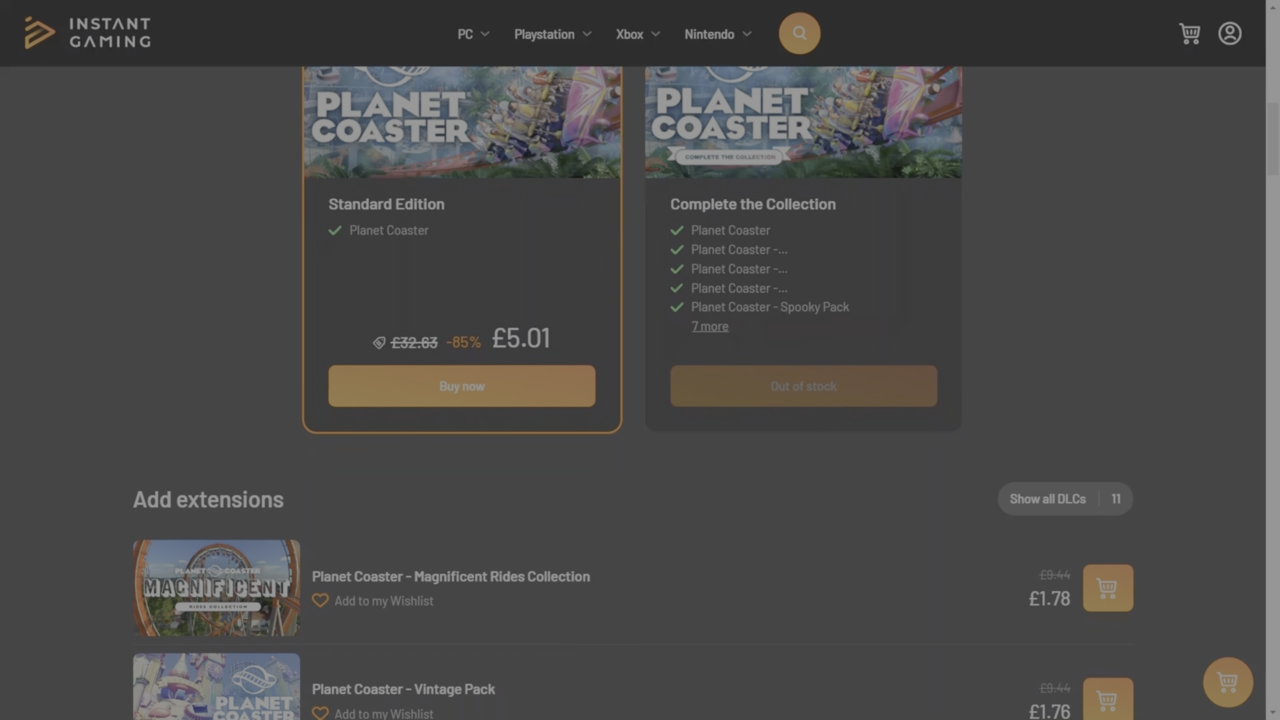 INSTANT GAMING
PC
Playstation
Xbox
Nintendo
PLANET
COASTER
PLANET
COASTER
COMPLETE THE COLLECTION
Standard Edition
Planet Coaster
£32.63 -85% £5.01
Buy now
Complete the Collection
Planet Coaster
Planet Coaster -...
Planet Coaster -...
Planet Coaster -...
Planet Coaster - Spooky Pack
7 more
Out of stock
Add extensions
Show all DLCs 11
PLANET COASTER
MAGNIFICENT
RIDES COLLECTION
Planet Coaster - Magnificent Rides Collection
Add to my Wishlist
£9.44
£1.78
PLANET
COASTER
Planet Coaster - Vintage Pack
Add to my Wishlist
£9.44
£1.76